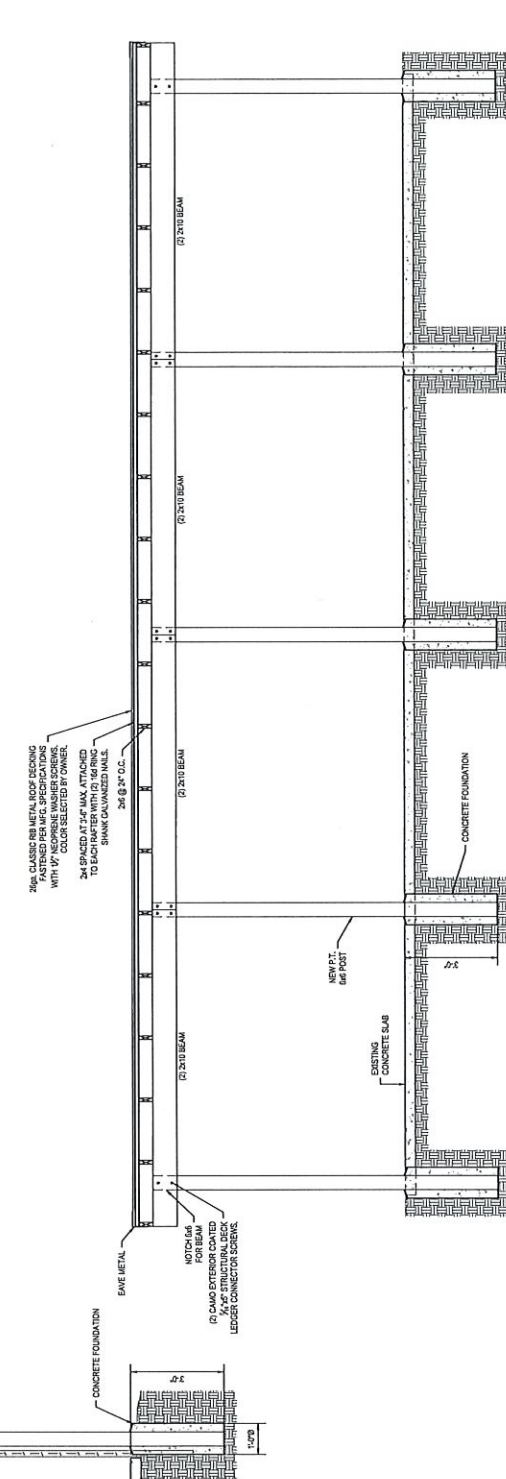 26ga. CLASSIC RIB METAL ROOF DECKING
FASTENED PER MFG. SPECIFICATIONS
WITH ½" NEOPRENE WASHER SCREWS.
COLOR SELECTED BY OWNER.
2x4 SPACED AT 3'-6" MAX. ATTACHED
TO EACH RAFTER WITH (2) 16d RING
SHANK GALVANIZED NAILS.
2x6 @ 24" O.C.
(2) 2x10 BEAM
(2) 2x10 BEAM
(2) 2x10 BEAM
(2) 2x10 BEAM
EAVE METAL
NOTCH 6x6
FOR BEAM
(2) CAMO EXTERIOR COATED
STRUCTURAL DECK
LEDGER CONNECTOR SCREWS.
NEW P.T.
6x6 POST
EXISTING
CONCRETE SLAB
CONCRETE FOUNDATION
3'-0"
CONCRETE FOUNDATION
3'-0"
1'-0"Ø